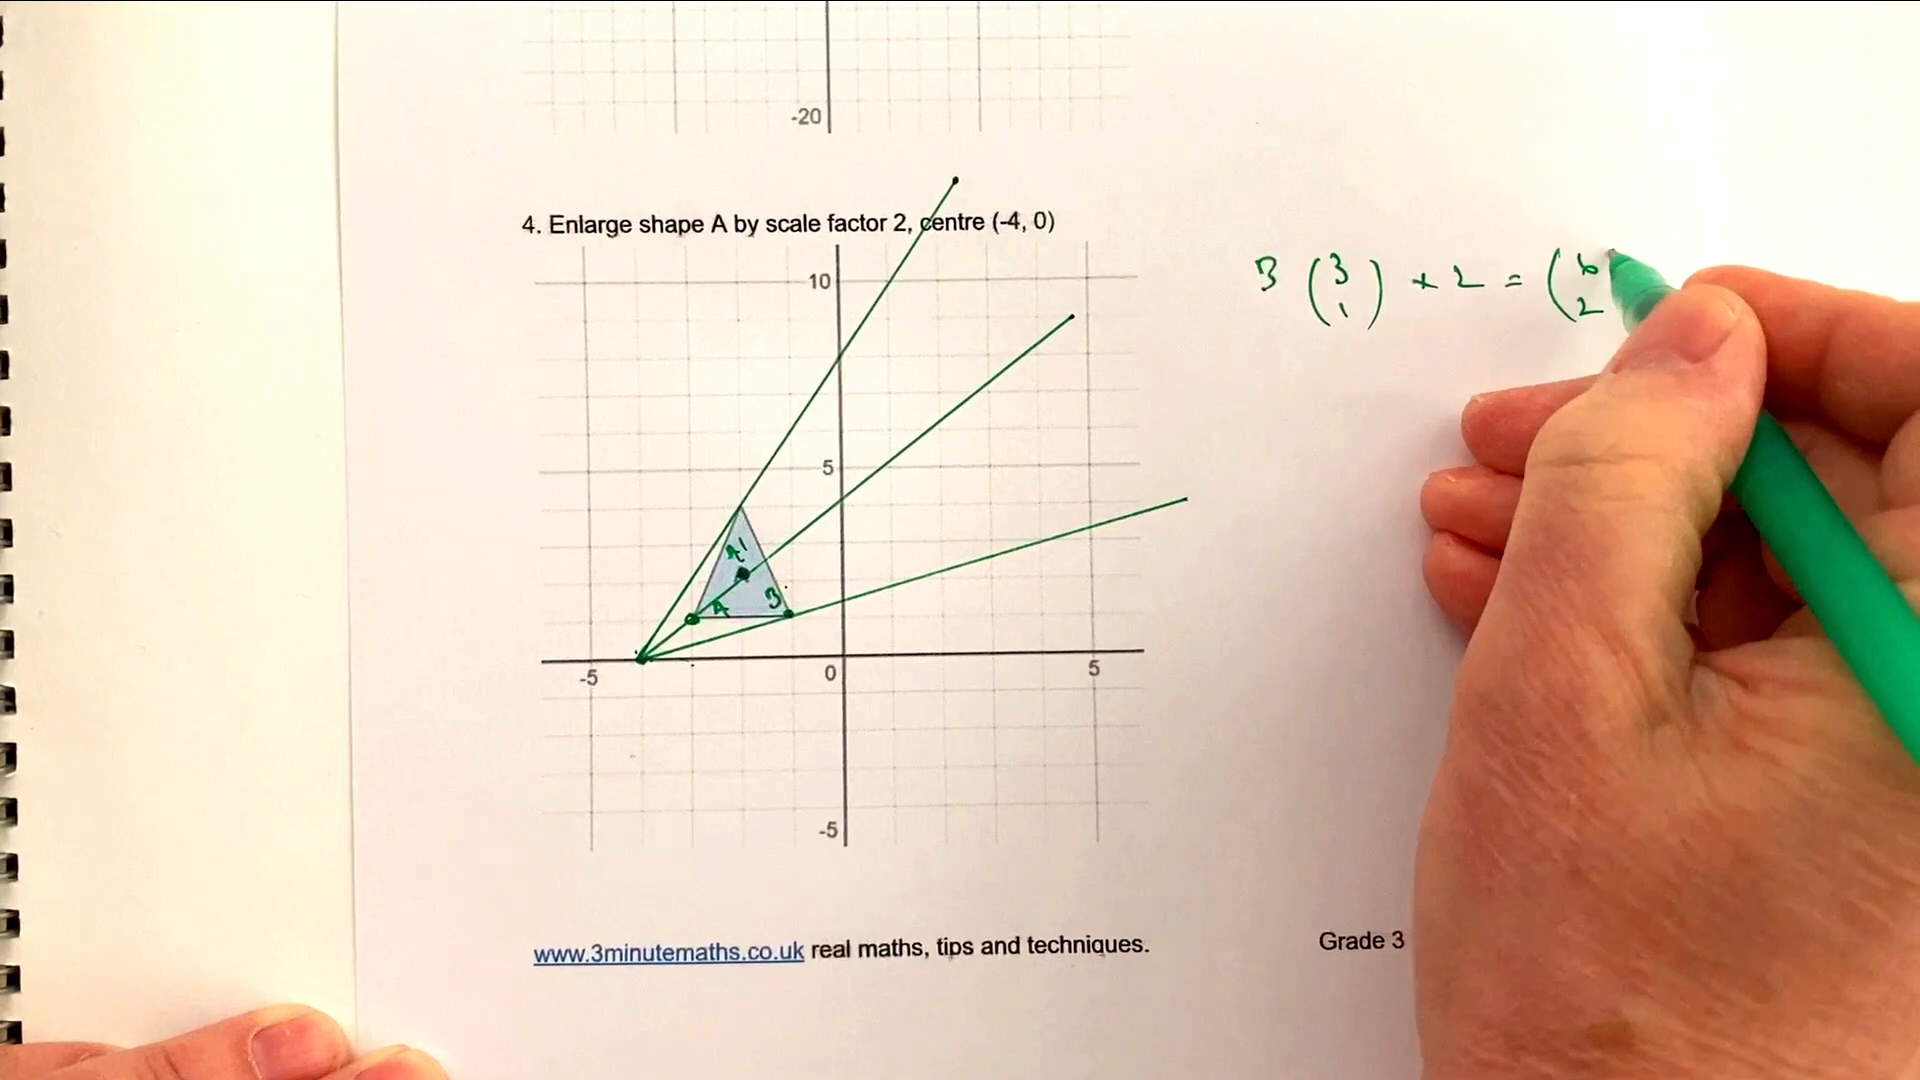 -20
4. Enlarge shape A by scale factor 2, centre (-4, 0)
10
B (3 1) × 2 = (6 2
5
A'
A B
-5 0 5
-5
www.3minutemaths.co.uk real maths, tips and techniques. Grade 3